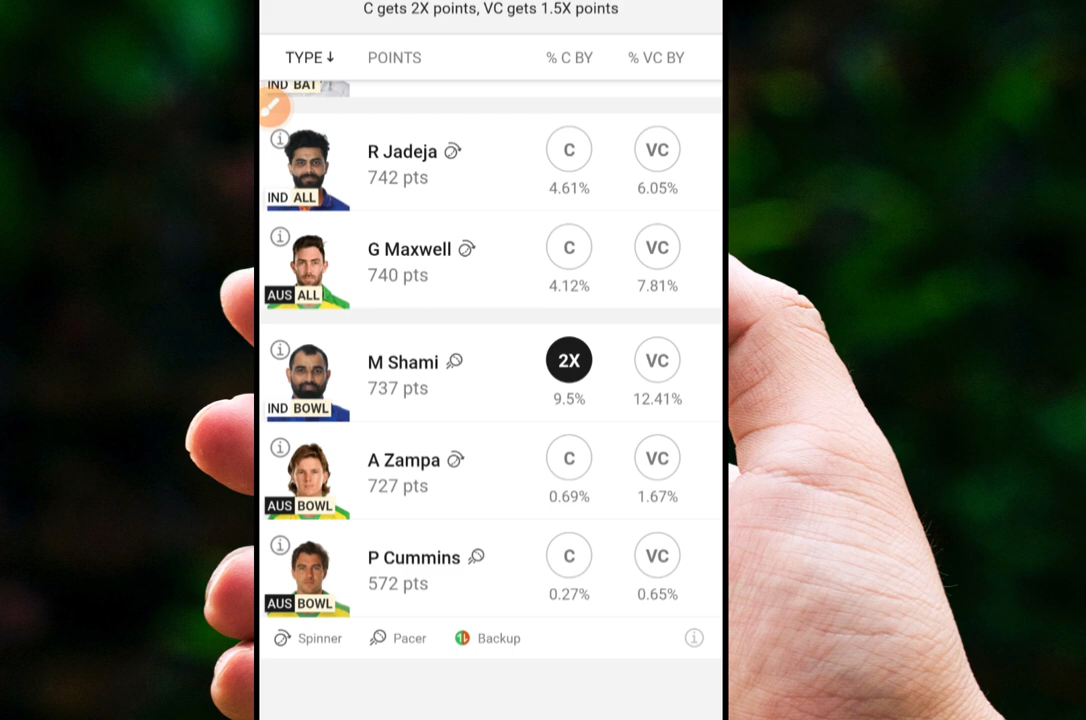 C gets 2X points, VC gets 1.5X points
TYPE↓ POINTS % C BY % VC BY
IND BAT
R Jadeja C VC
742 pts 4.61% 6.05%
IND ALL
G Maxwell C VC
740 pts 4.12% 7.81%
AUS ALL
M Shami 2X VC
737 pts 9.5% 12.41%
IND BOWL
A Zampa C VC
727 pts 0.69% 1.67%
AUS BOWL
P Cummins C VC
572 pts 0.27% 0.65%
AUS BOWL
Spinner Pacer Backup